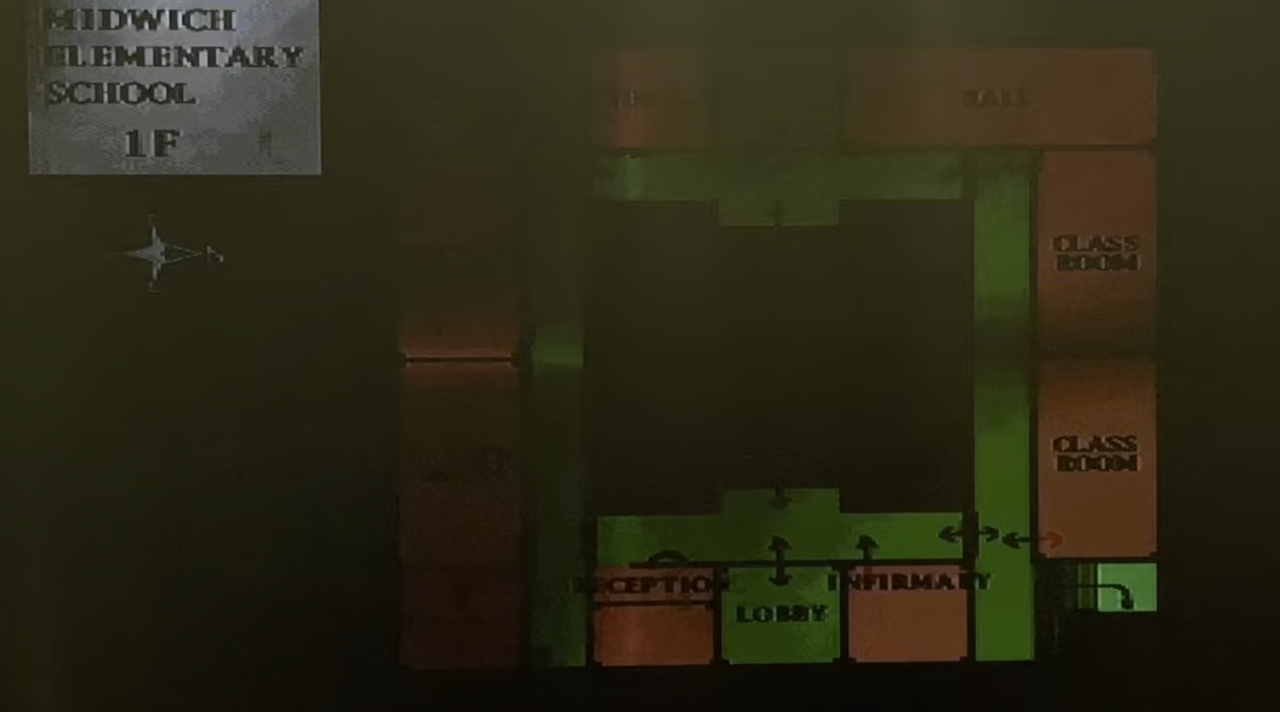 MIDWICH
ELEMENTARY
SCHOOL
1F
HALL
CLASS
ROOM
CLASS
ROOM
RECEPTION
INFIRMARY
LOBBY